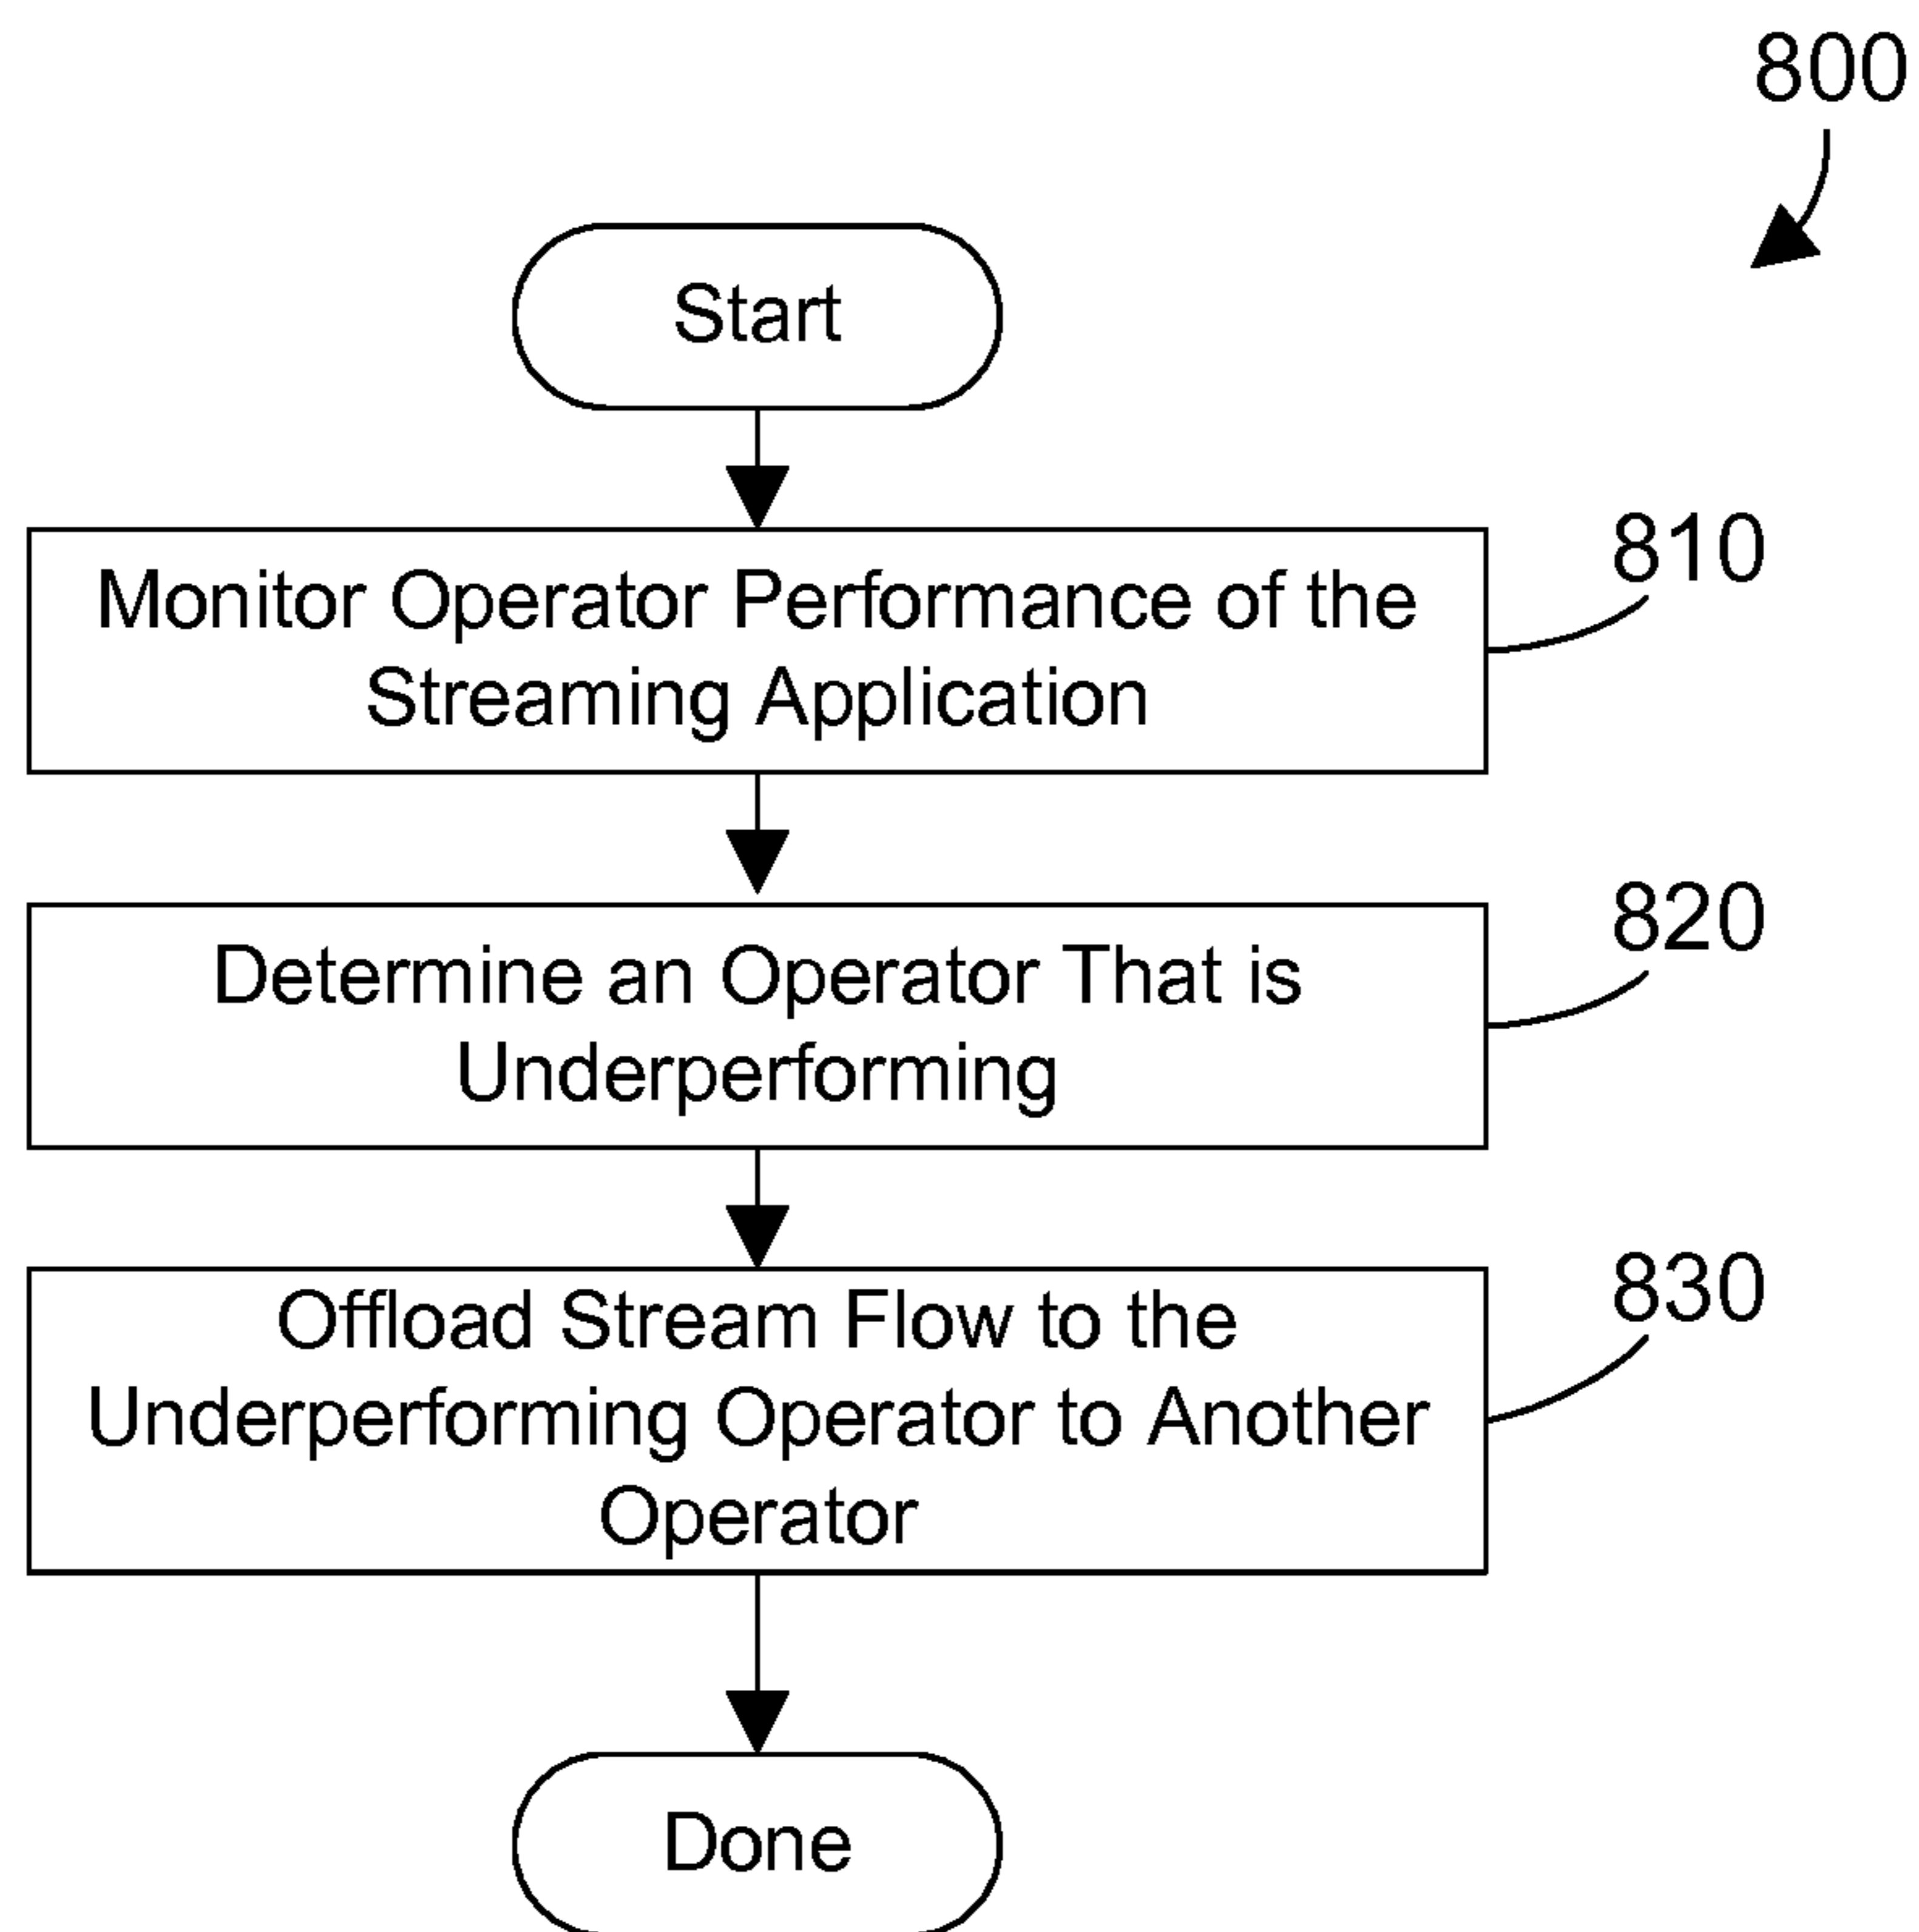 800
Start
Monitor Operator Performance of the
Streaming Application
810
Determine an Operator That is
Underperforming
820
Offload Stream Flow to the
Underperforming Operator to Another
Operator
830
Done